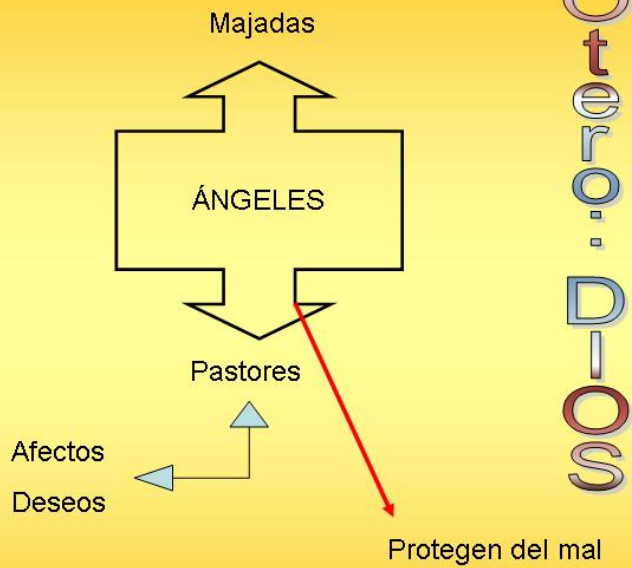 Majadas
ÁNGELES
Pastores
Afectos
Deseos
Protegen del mal
Otero: DIOS